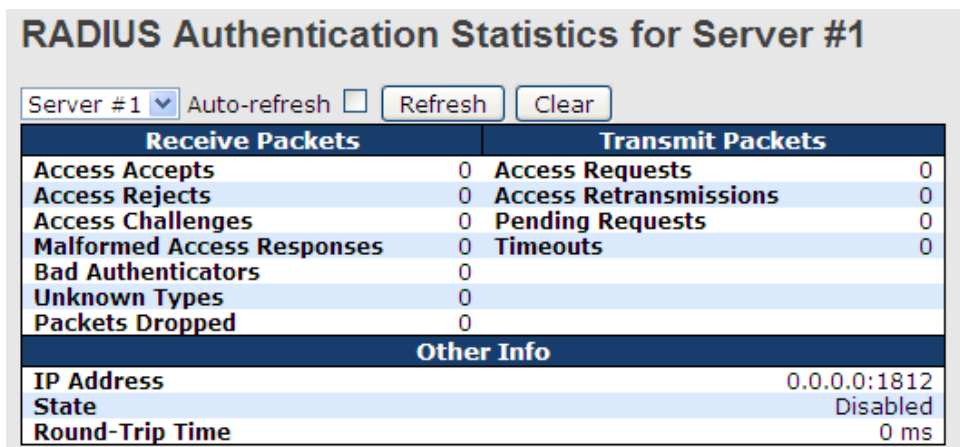 RADIUS Authentication Statistics for Server #1
Server #1 Auto-refresh Refresh Clear
Receive Packets Transmit Packets
Access Accepts 0 Access Requests 0
Access Rejects 0 Access Retransmissions 0
Access Challenges 0 Pending Requests 0
Malformed Access Responses 0 Timeouts 0
Bad Authenticators 0
Unknown Types 0
Packets Dropped 0
Other Info
IP Address 0.0.0.0:1812
State Disabled
Round-Trip Time 0 ms